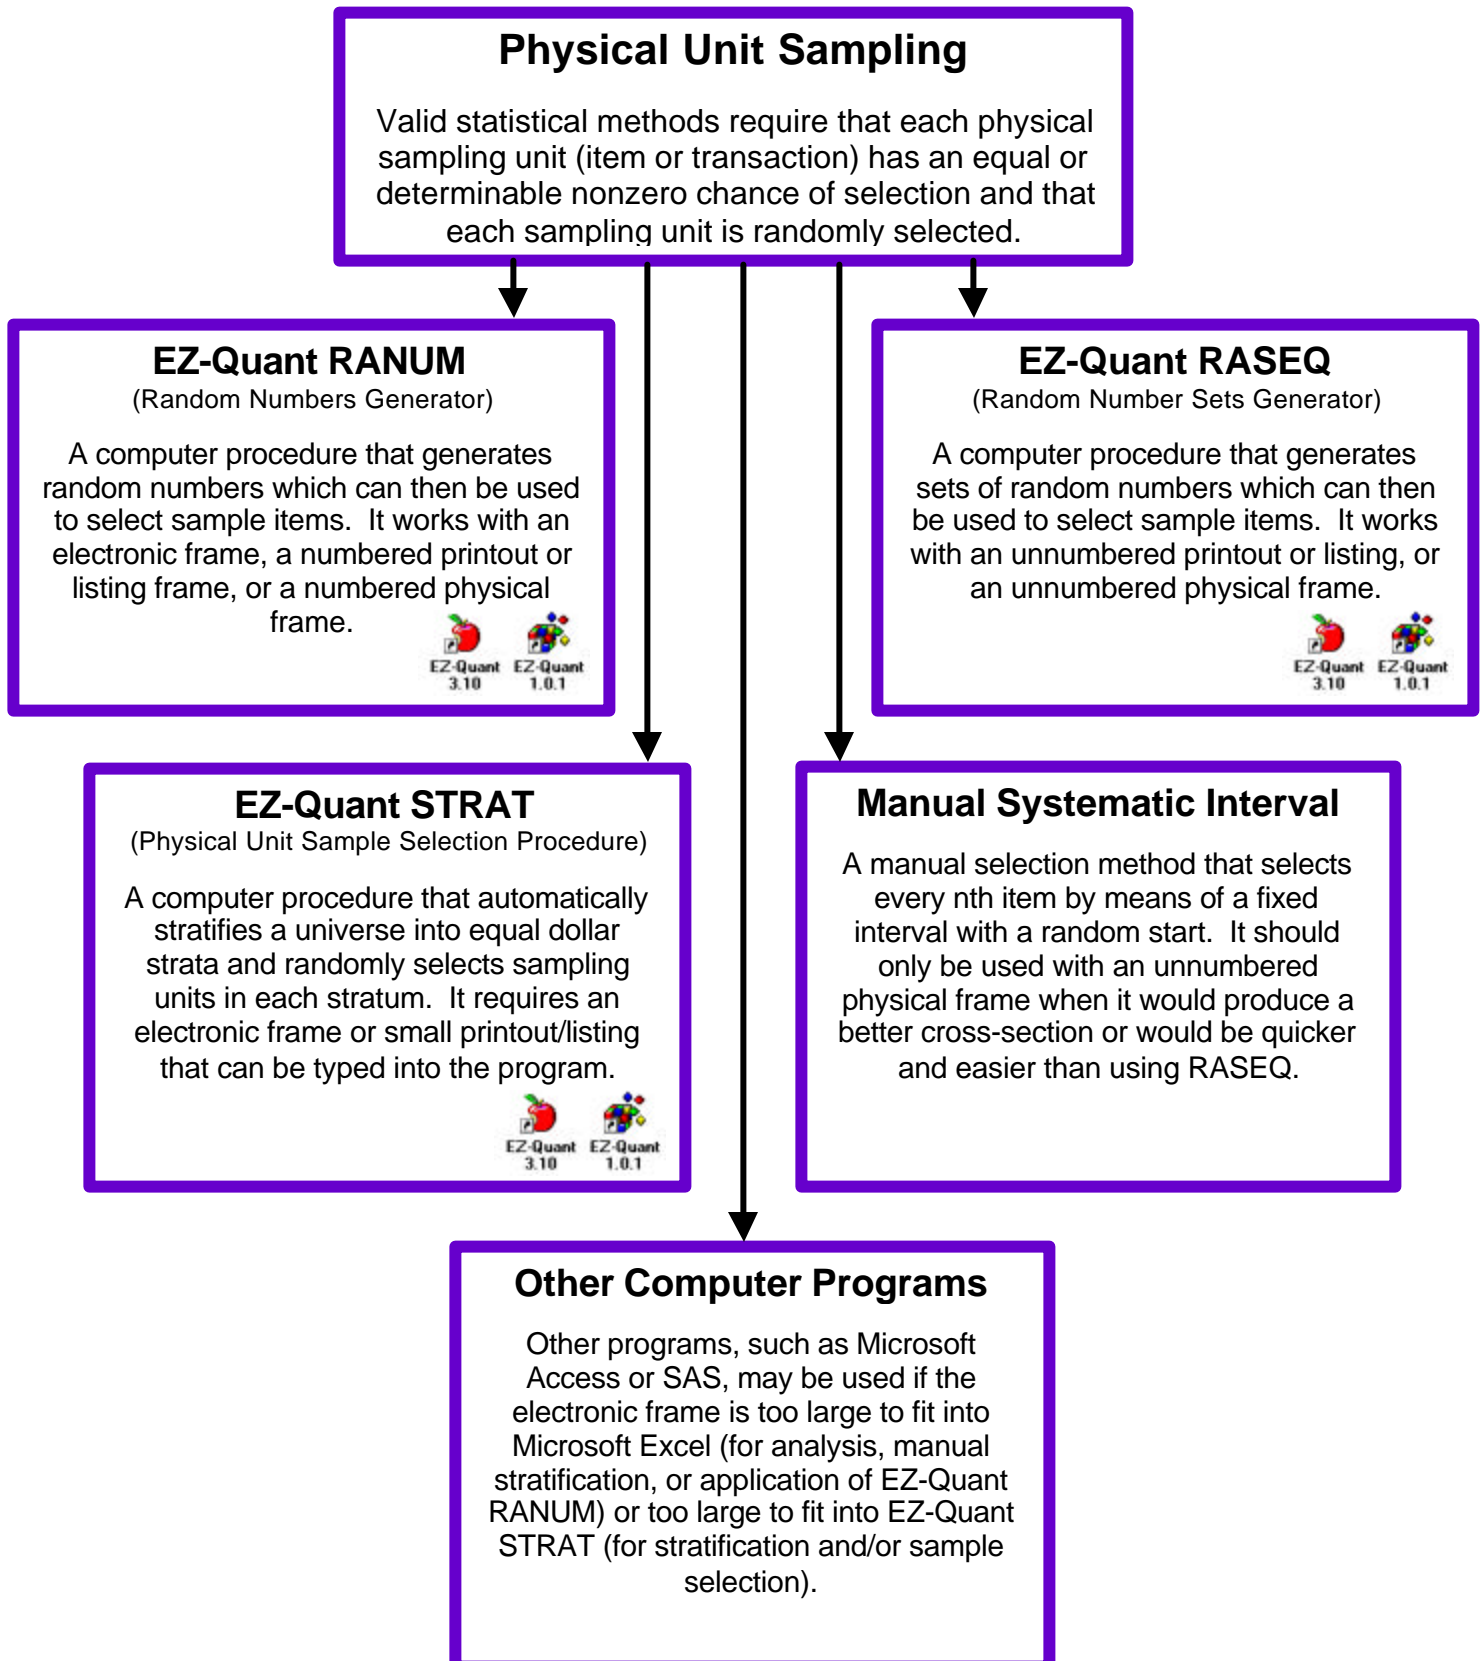 Physical Unit Sampling
Valid statistical methods require that each physical
sampling unit (item or transaction) has an equal or
determinable nonzero chance of selection and that
each sampling unit is randomly selected.
EZ-Quant RANUM
(Random Numbers Generator)
A computer procedure that generates
random numbers which can then be used
to select sample items.  It works with an
electronic frame, a numbered printout or
listing frame, or a numbered physical
frame.
EZ-Quant
3.10
EZ-Quant
1.0.1
EZ-Quant RASEQ
(Random Number Sets Generator)
A computer procedure that generates
sets of random numbers which can then
be used to select sample items.  It works
with an unnumbered printout or listing, or
an unnumbered physical frame.
EZ-Quant
3.10
EZ-Quant
1.0.1
EZ-Quant STRAT
(Physical Unit Sample Selection Procedure)
A computer procedure that automatically
stratifies a universe into equal dollar
strata and randomly selects sampling
units in each stratum.  It requires an
electronic frame or small printout/listing
that can be typed into the program.
EZ-Quant
3.10
EZ-Quant
1.0.1
Manual Systematic Interval
A manual selection method that selects
every nth item by means of a fixed
interval with a random start.  It should
only be used with an unnumbered
physical frame when it would produce a
better cross-section or would be quicker
and easier than using RASEQ.
Other Computer Programs
Other programs, such as Microsoft
Access or SAS, may be used if the
electronic frame is too large to fit into
Microsoft Excel (for analysis, manual
stratification, or application of EZ-Quant
RANUM) or too large to fit into EZ-Quant
STRAT (for stratification and/or sample
selection).